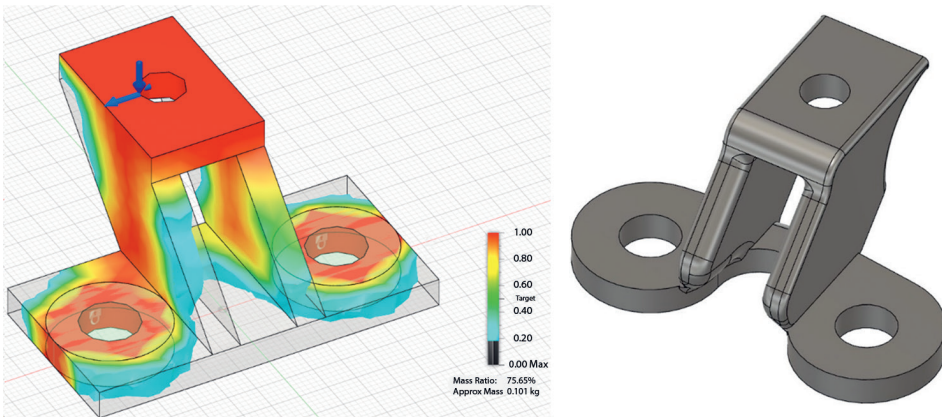 1.00
0.80
0.60
Target
0.40
0.20
0.00 Max
Mass Ratio: 75.65%
Approx Mass 0.101 kg